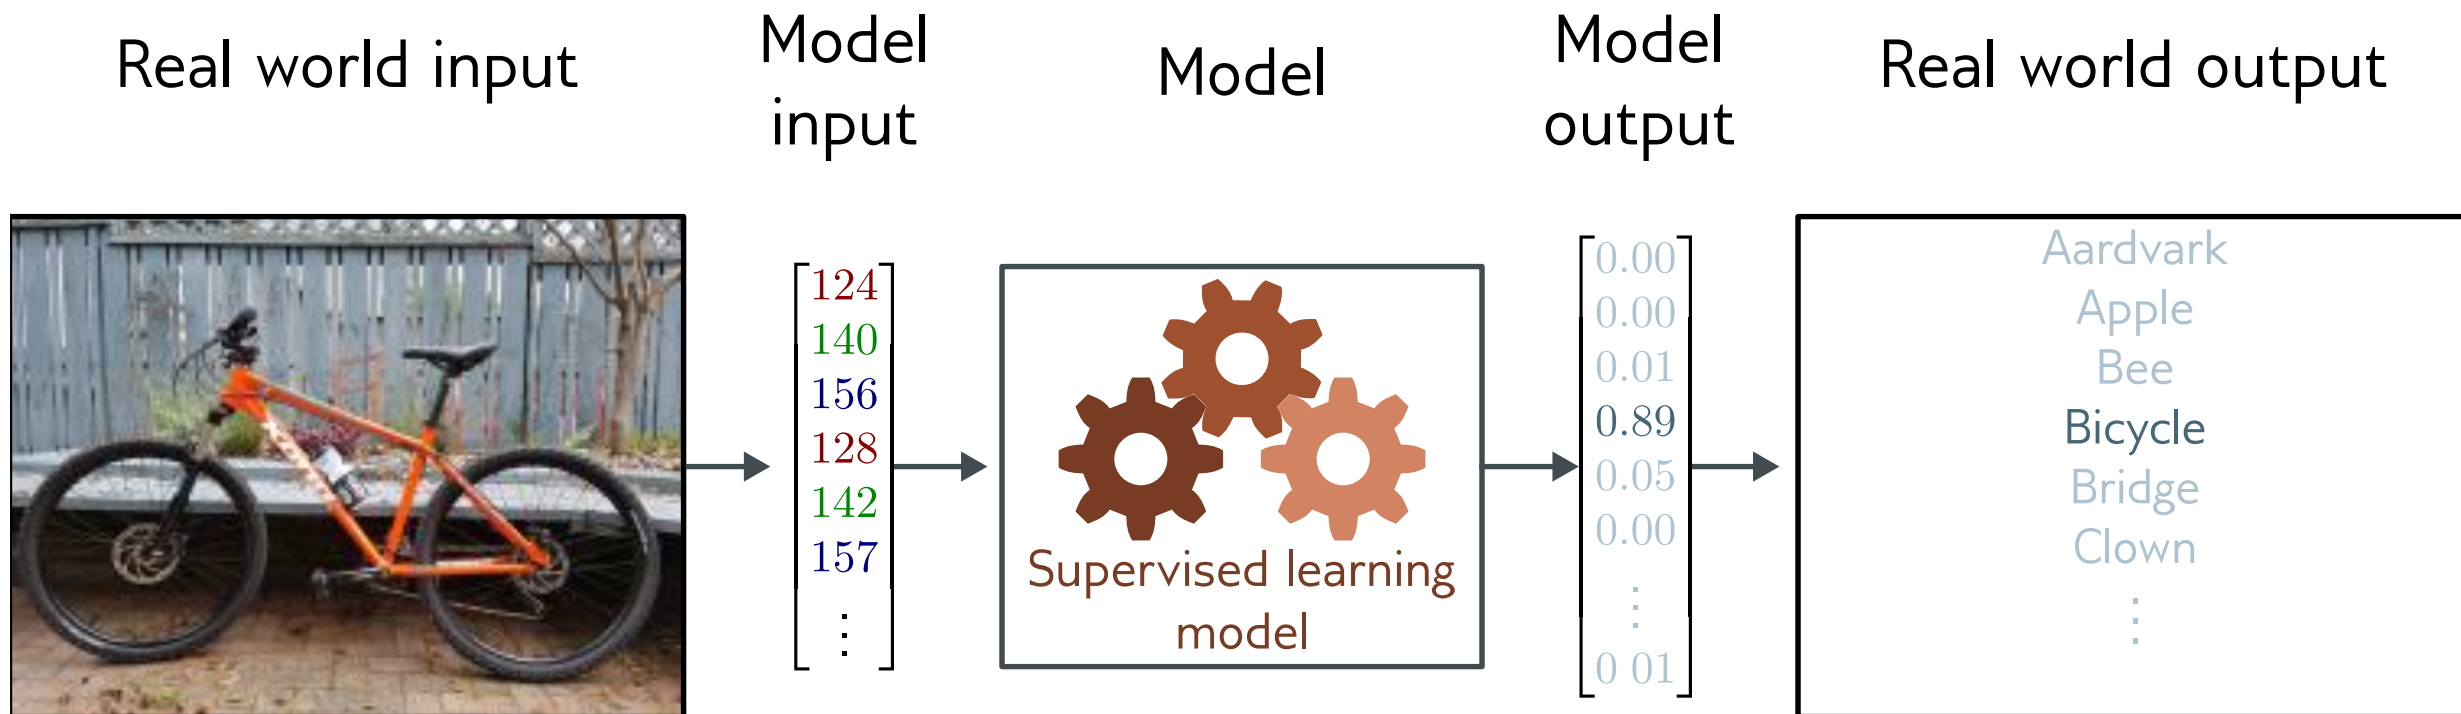 Real world input
Model
input
Model
Model
output
Real world output
124
140
156
128
142
157
⋮
Supervised learning
model
0.00
0.00
0.01
0.89
0.05
0.00
⋮
0 01
Aardvark
Apple
Bee
Bicycle
Bridge
Clown
⋮